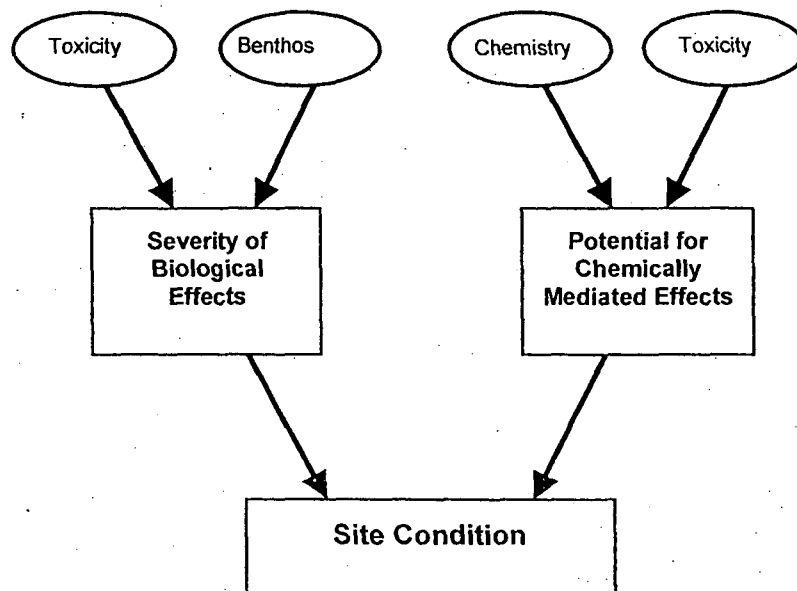 Toxicity
Benthos
Chemistry
Toxicity
Severity of
Biological
Effects
Potential for
Chemically
Mediated Effects
Site Condition